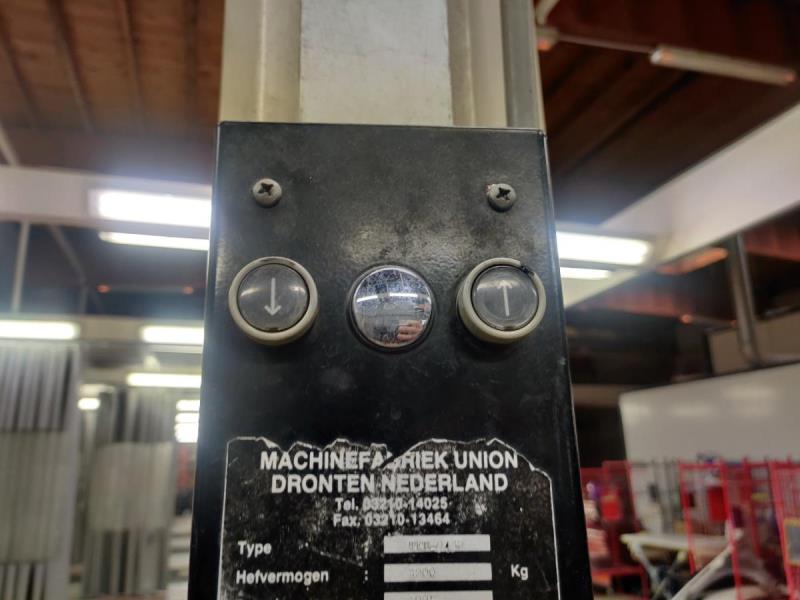 MACHINEFABRIEK UNION
DRONTEN NEDERLAND
Tel. 03210-14025
Fax. 03210-13464
Type :
Hefvermogen : Kg